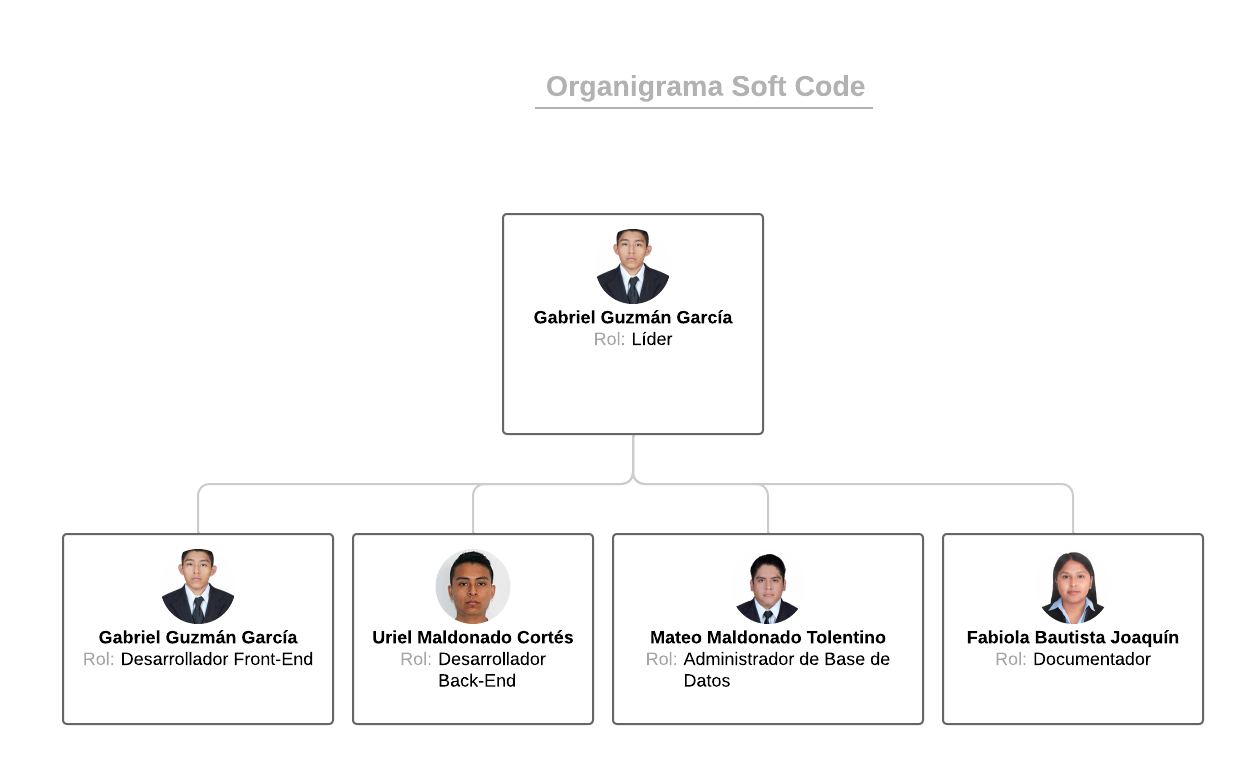 Organigrama Soft Code
Gabriel Guzmán García
Rol: Líder
Gabriel Guzmán García
Rol: Desarrollador Front-End
Uriel Maldonado Cortés
Rol: Desarrollador
Back-End
Mateo Maldonado Tolentino
Rol: Administrador de Base de
Datos
Fabiola Bautista Joaquín
Rol: Documentador